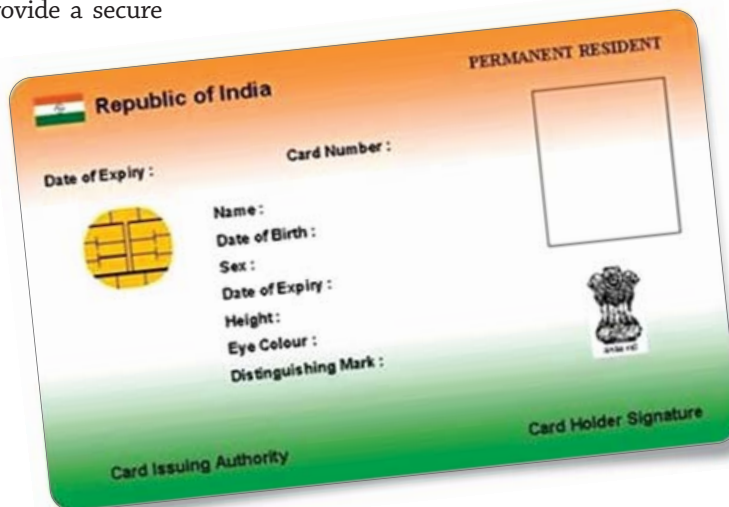 rovide a secure
PERMANENT RESIDENT
Republic of India
Card Number :
Date of Expiry :
Name :
Date of Birth :
Sex :
Date of Expiry :
Height :
Eye Colour :
Distinguishing Mark :
Card Issuing Authority
Card Holder Signature